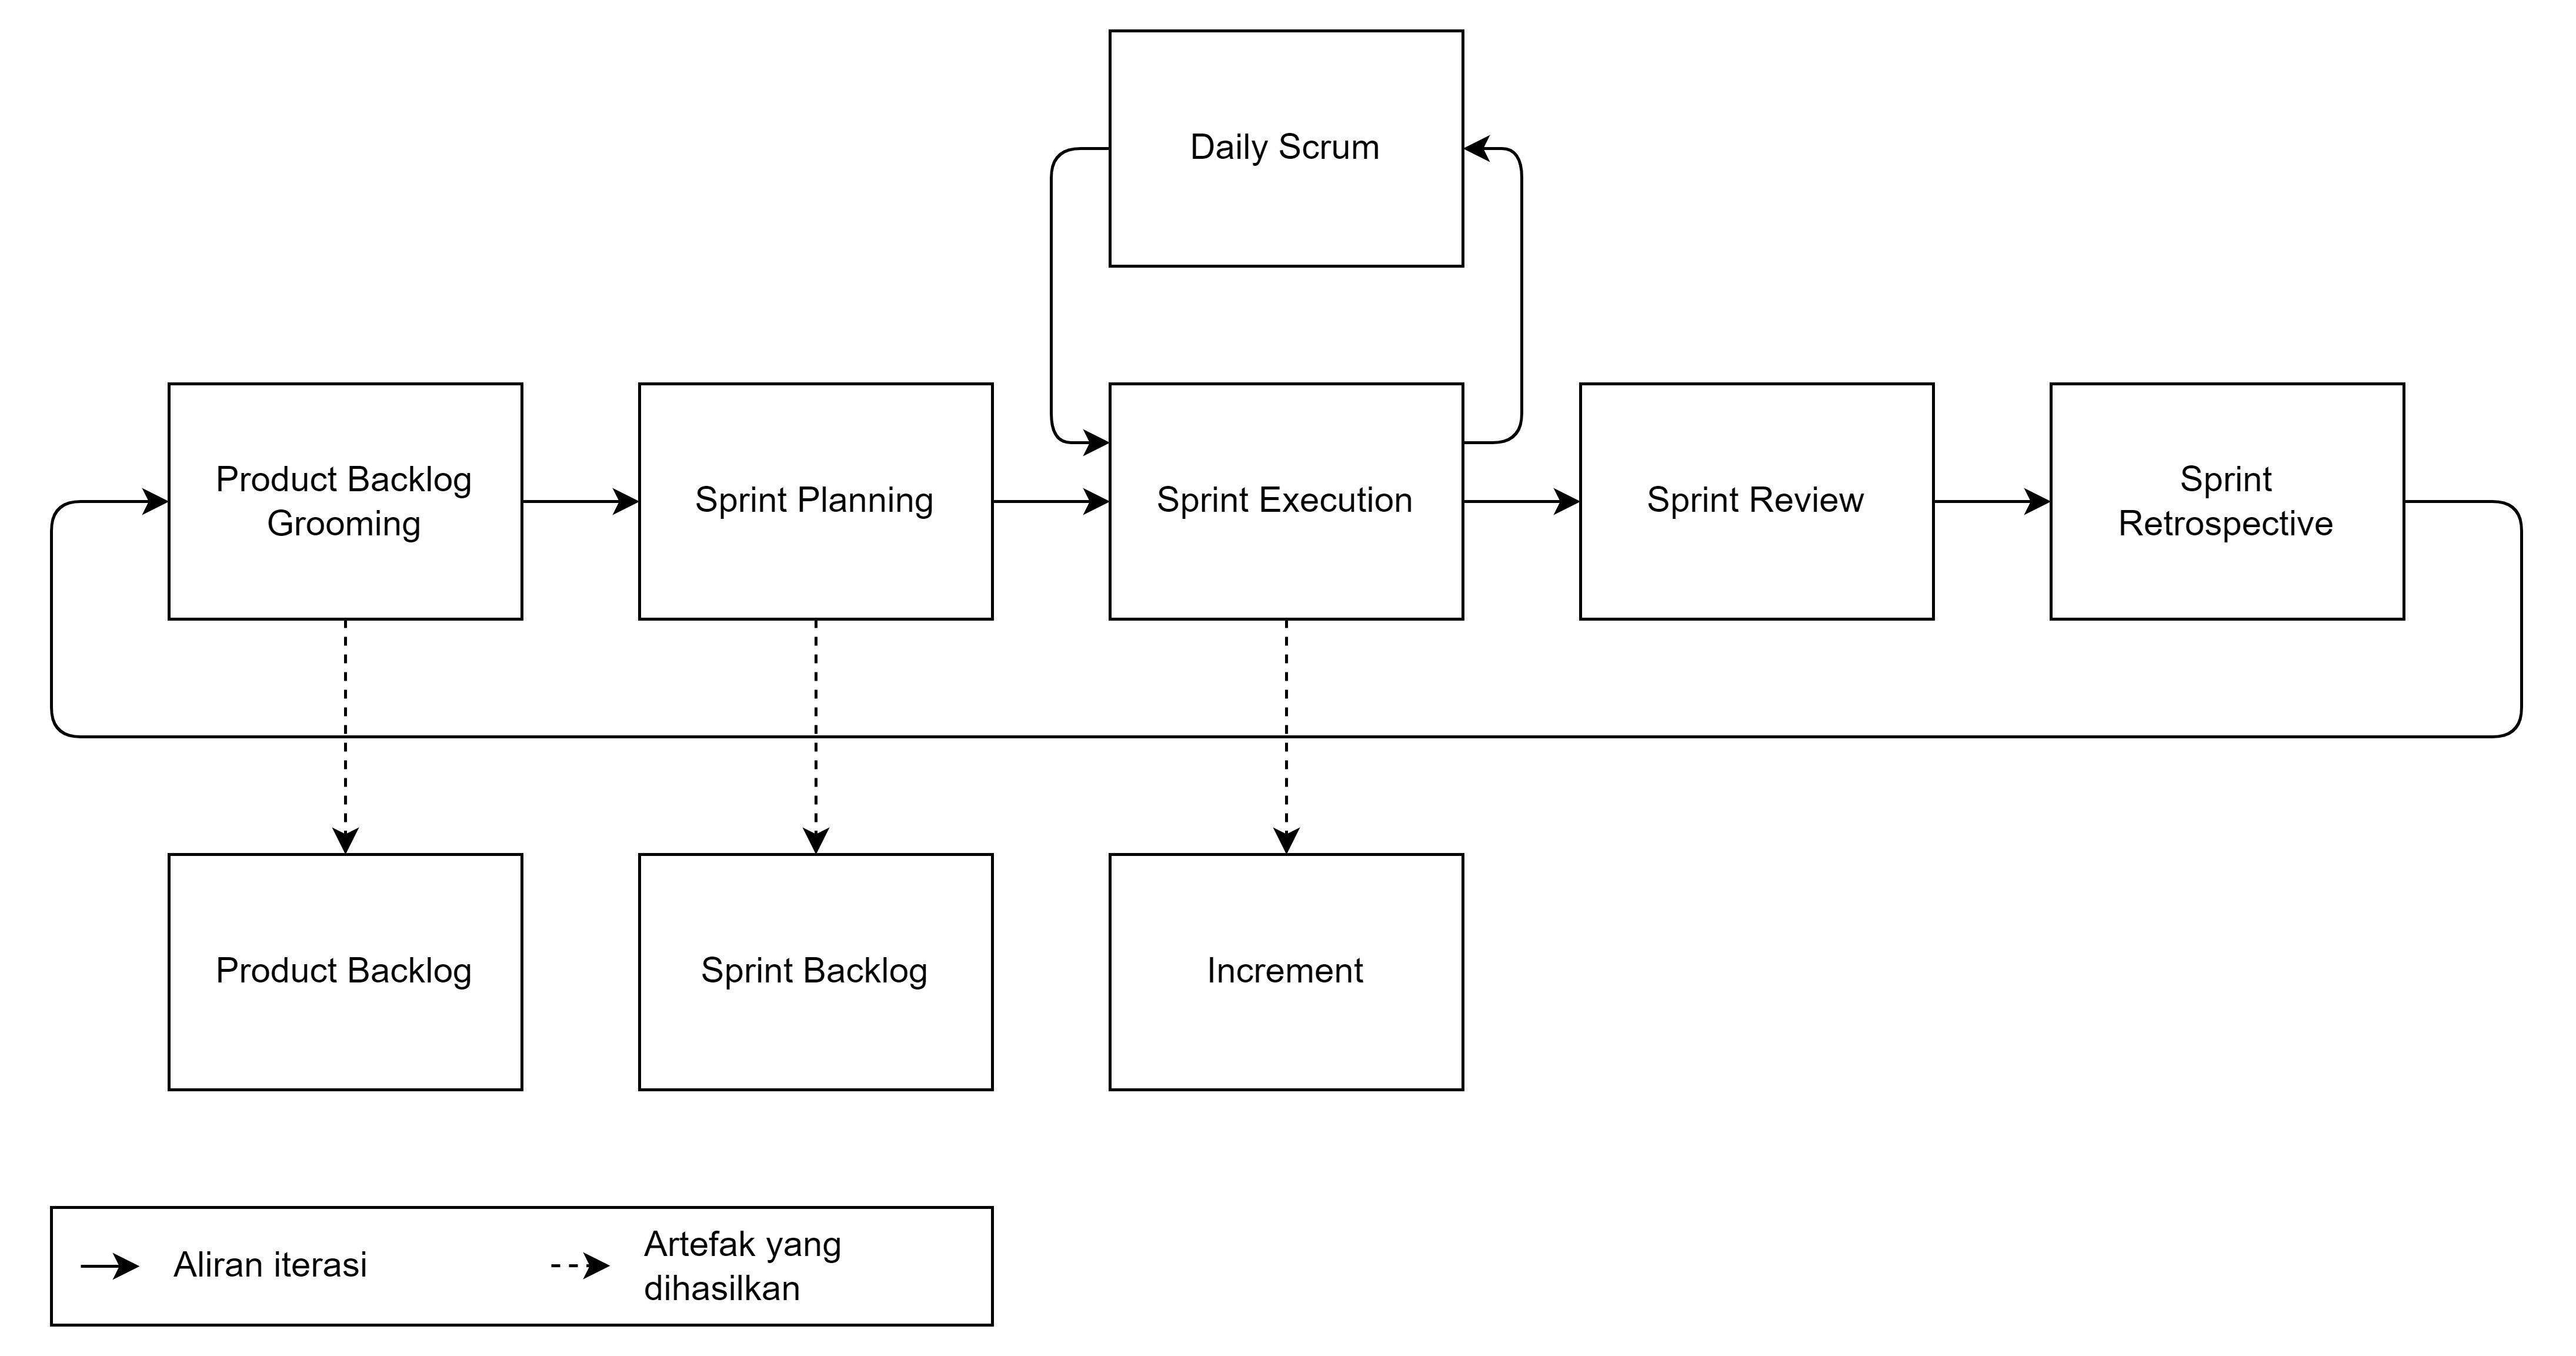 Daily Scrum
Product Backlog
Grooming
Sprint Planning
Sprint Execution
Sprint Review
Sprint
Retrospective
Product Backlog
Sprint Backlog
Increment
Aliran iterasi
Artefak yang
dihasilkan